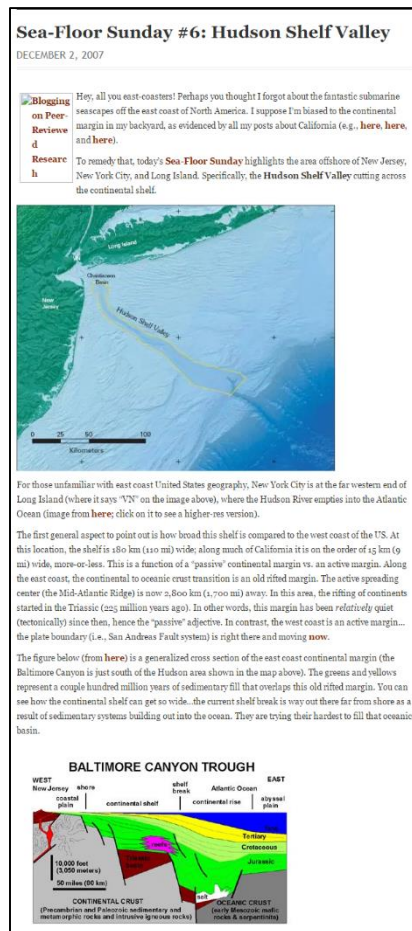 Sea-Floor Sunday #6: Hudson Shelf Valley
DECEMBER 2, 2007
Blogging
on Peer-
Reviewe
d
Researc
h
Hey, all you east-coasters! Perhaps you thought I forgot about the fantastic submarine
seascapes off the east coast of North America. I suppose I'm biased to the continental
margin in my backyard, as evidenced by all my posts about California (e.g., here, here,
and here).
To remedy that, today's Sea-Floor Sunday highlights the area offshore of New Jersey,
New York City, and Long Island. Specifically, the Hudson Shelf Valley cutting across
the continental shelf.
Long Island
New
Jersey
Basin
Hudson Shelf Valley
0 25 50 100
Kilometers
For those unfamiliar with east coast United States geography, New York City is at the far western end of
Long Island (where it says "VN" on the image above), where the Hudson River empties into the Atlantic
Ocean (image from here; click on it to see a higher-res version).
The first general aspect to point out is how broad this shelf is compared to the west coast of the US. At
this location, the shelf is 180 km (110 mi) wide; along much of California it is on the order of 15 km (9
mi) wide, more-or-less. This is a function of a "passive" continental margin vs. an active margin. Along
the east coast, the continental to oceanic crust transition is an old rifted margin. The active spreading
center (the Mid-Atlantic Ridge) is now 2,800 km (1,700 mi) away. In this area, the rifting of continents
started in the Triassic (225 million years ago). In other words, this margin has been relatively quiet
(tectonically) since then, hence the "passive" adjective. In contrast, the west coast is an active margin...
the plate boundary (i.e., San Andreas Fault system) is right there and moving now.
The figure below (from here) is a generalized cross section of the east coast continental margin (the
Baltimore Canyon is just south of the Hudson area shown in the map above). The greens and yellows
represent a couple hundred million years of sedimentary fill that overlaps this old rifted margin. You can
see how the continental shelf can get so wide...the current shelf break is way out there far from shore as a
result of sedimentary systems building out into the ocean. They are trying their hardest to fill that oceanic
basin.
BALTIMORE CANYON TROUGH
WEST
New Jersey
shore
shelf
break
Atlantic Ocean
EAST
coastal
plain
continental shelf
continental rise
abyssal
plain
Tertiary
Cretaceous
Jurassic
reefs
10,000 feet
(3,050 meters)
50 miles (80 km)
salt
CONTINENTAL CRUST
(Precambrian and Paleozoic sedimentary and
metamorphic rocks and intrusive igneous rocks)
OCEANIC CRUST
(early Mesozoic mafic
rocks & serpentinite)